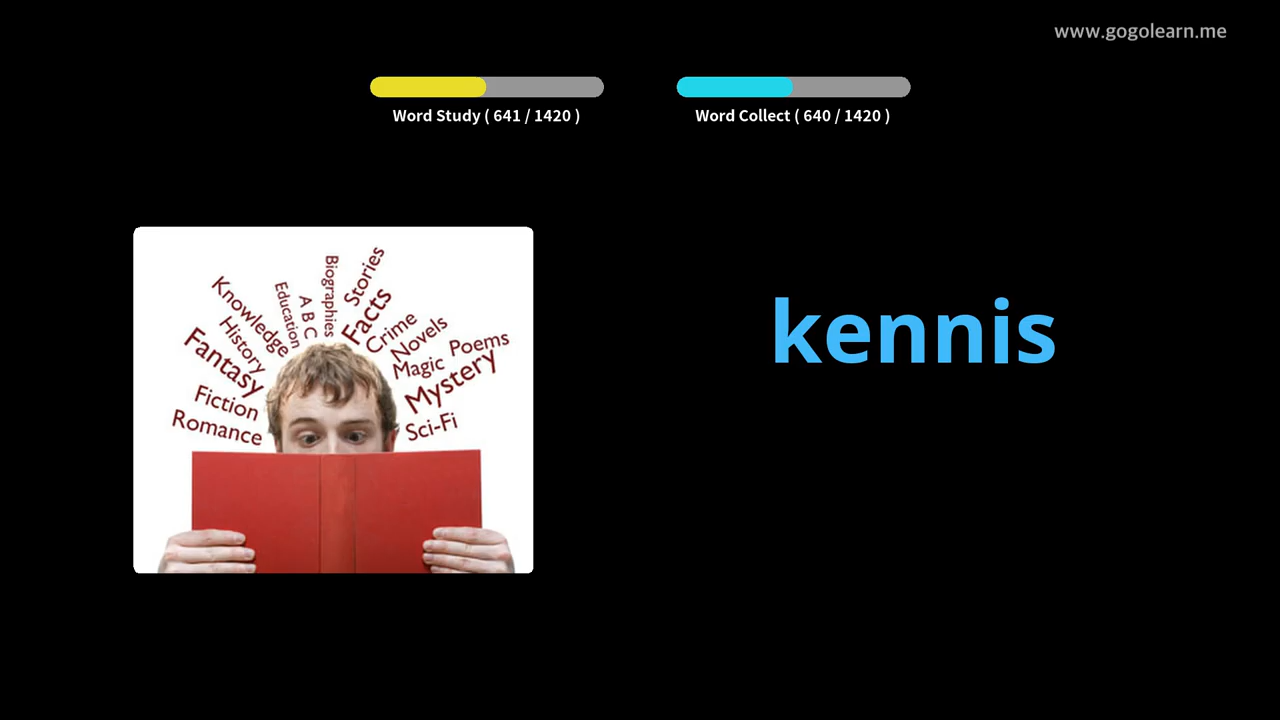 www.gogolearn.me
Word Study ( 641 / 1420 )
Word Collect ( 640 / 1420 )
kennis
Romance
Fiction
Fantasy
History
Knowledge
Education
A B C
Biographies
Stories
Facts
Crime
Novels
Magic
Poems
Mystery
Sci-Fi